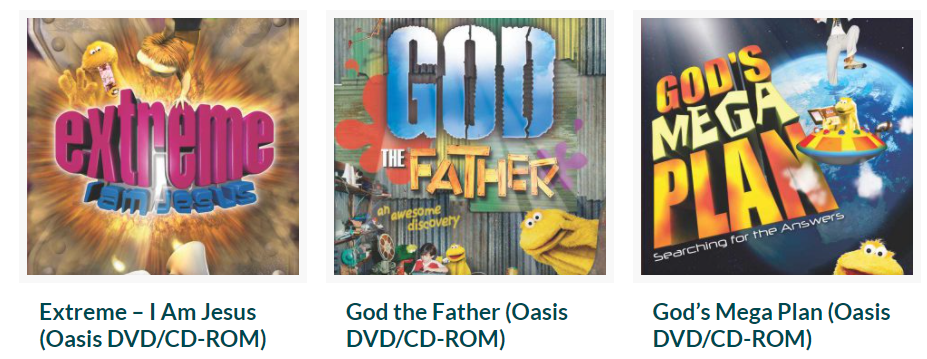 extreme
i am jesus
Extreme – I Am Jesus
(Oasis DVD/CD-ROM)
GOD
THE FATHER
an awesome
discovery
God the Father (Oasis
DVD/CD-ROM)
GOD'S
MEGA
PLAN
Searching for the Answers
God’s Mega Plan (Oasis
DVD/CD-ROM)